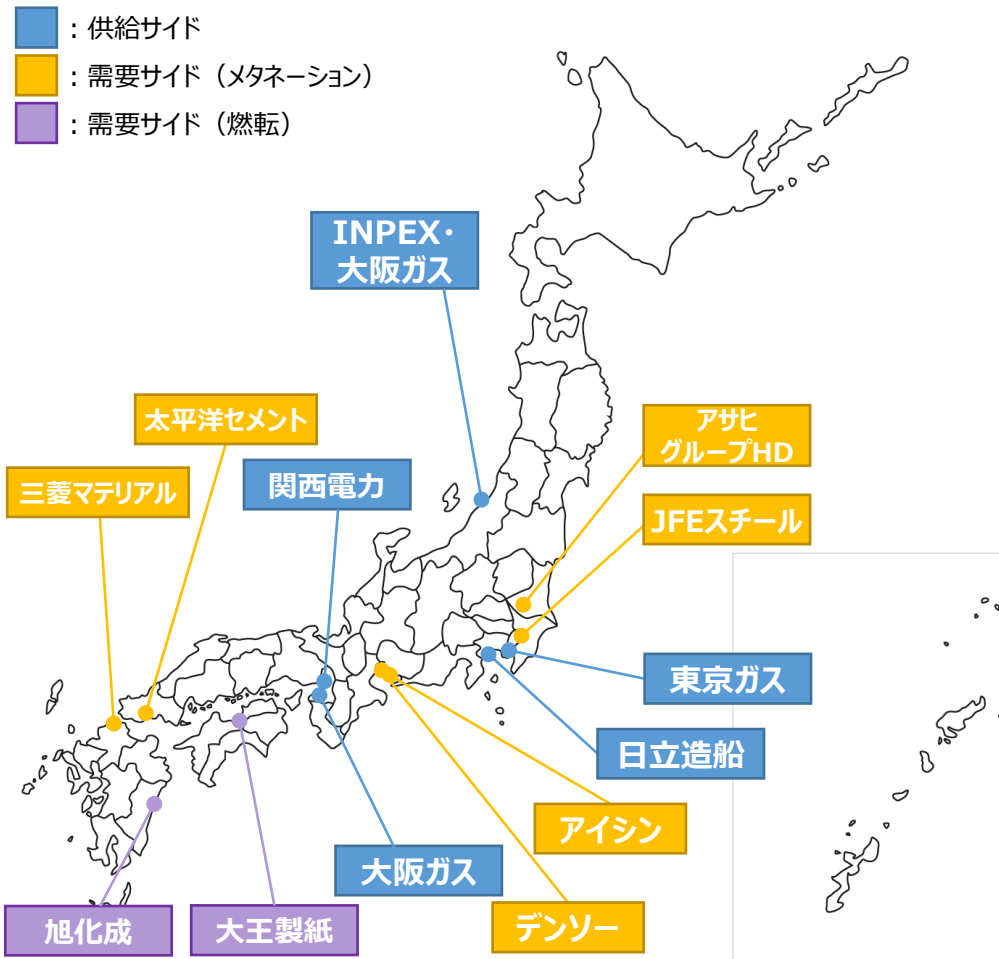 ：供給サイド
：需要サイド（メタネーション）
：需要サイド（燃転）
INPEX・
大阪ガス
太平洋セメント
アサヒ
グループHD
三菱マテリアル
関西電力
JFEスチール
東京ガス
日立造船
アイシン
大阪ガス
デンソー
旭化成
大王製紙